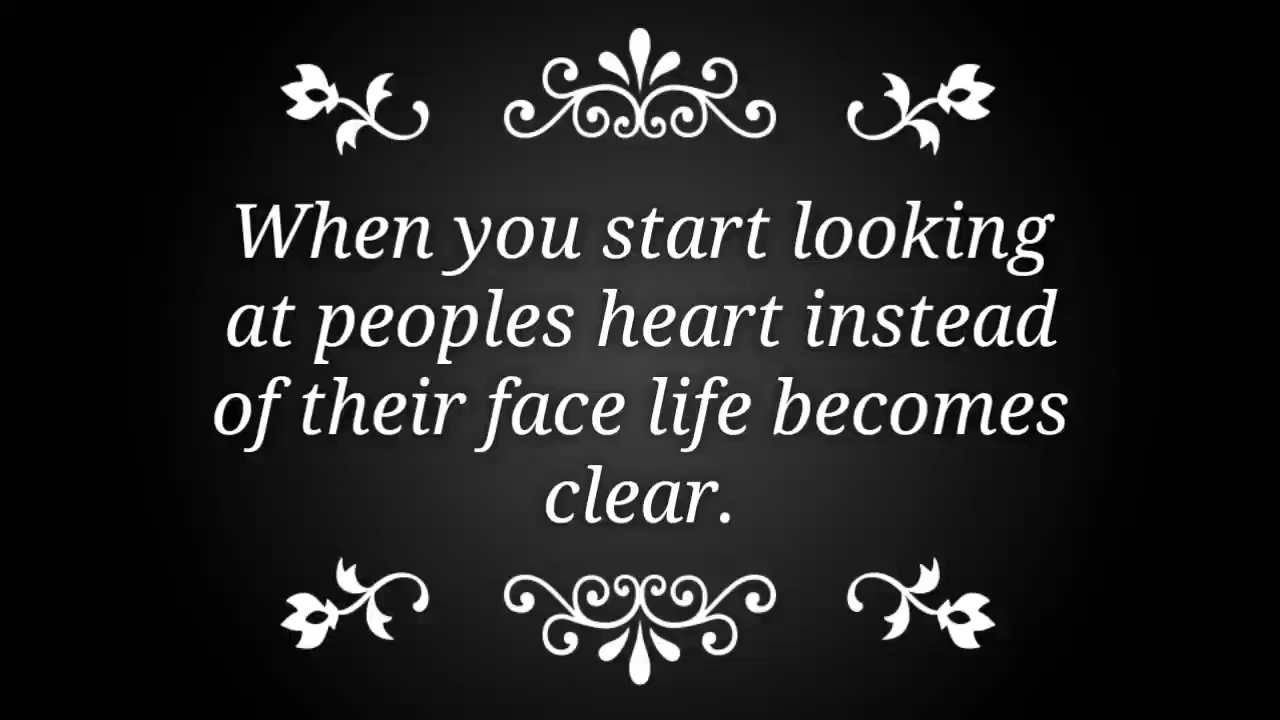 When you start looking
at peoples heart instead
of their face life becomes
clear.